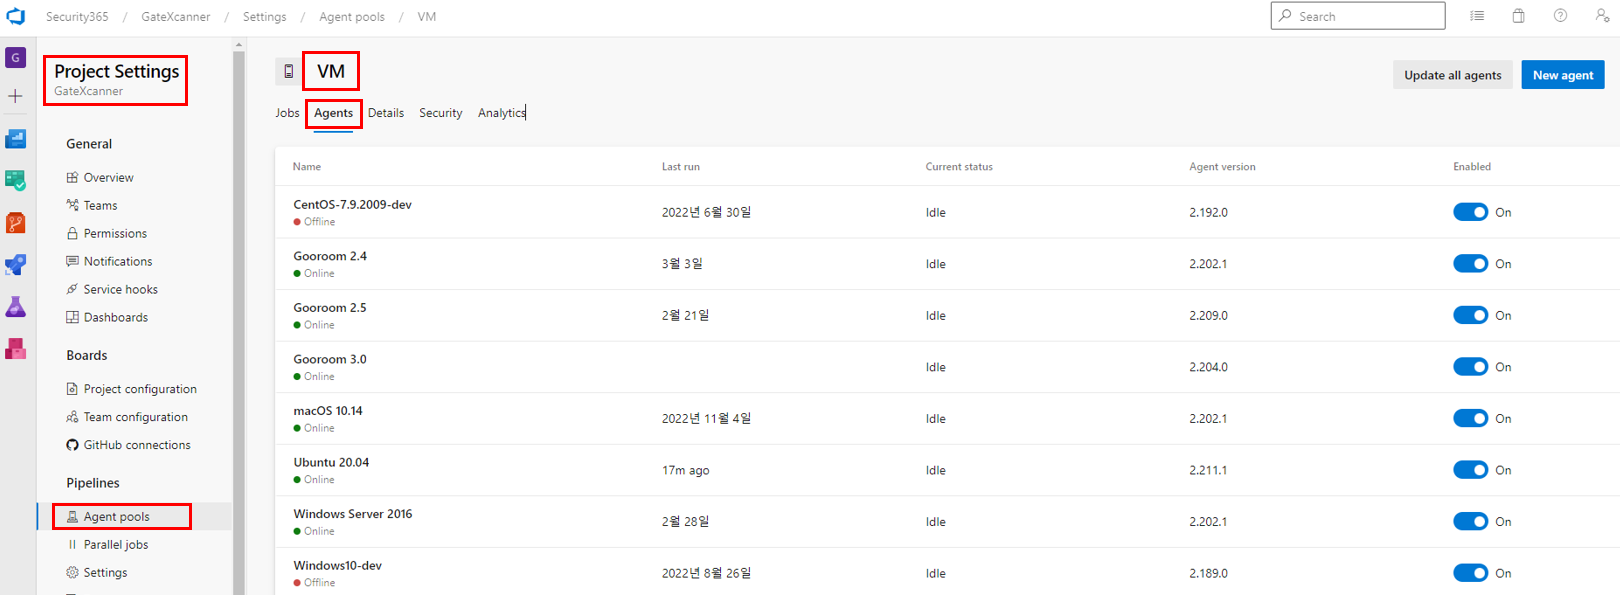 Security365 / GateXcanner / Settings / Agent pools / VM
Search
G
Project Settings
GateXcanner
General
Overview
Teams
Permissions
Notifications
Service hooks
Dashboards
Boards
Project configuration
Team configuration
GitHub connections
Pipelines
Agent pools
Parallel jobs
Settings
VM
Update all agents New agent
Jobs Agents Details Security Analytics
Name Last run Current status Agent version Enabled
CentOS-7.9.2009-dev
Offline
2022년 6월 30일 Idle 2.192.0 On
Gooroom 2.4
Online
3월 3일 Idle 2.202.1 On
Gooroom 2.5
Online
2월 21일 Idle 2.209.0 On
Gooroom 3.0
Online
Idle 2.204.0 On
macOS 10.14
Online
2022년 11월 4일 Idle 2.202.1 On
Ubuntu 20.04
Online
17m ago Idle 2.211.1 On
Windows Server 2016
Online
2월 28일 Idle 2.202.1 On
Windows10-dev
Offline
2022년 8월 26일 Idle 2.189.0 On